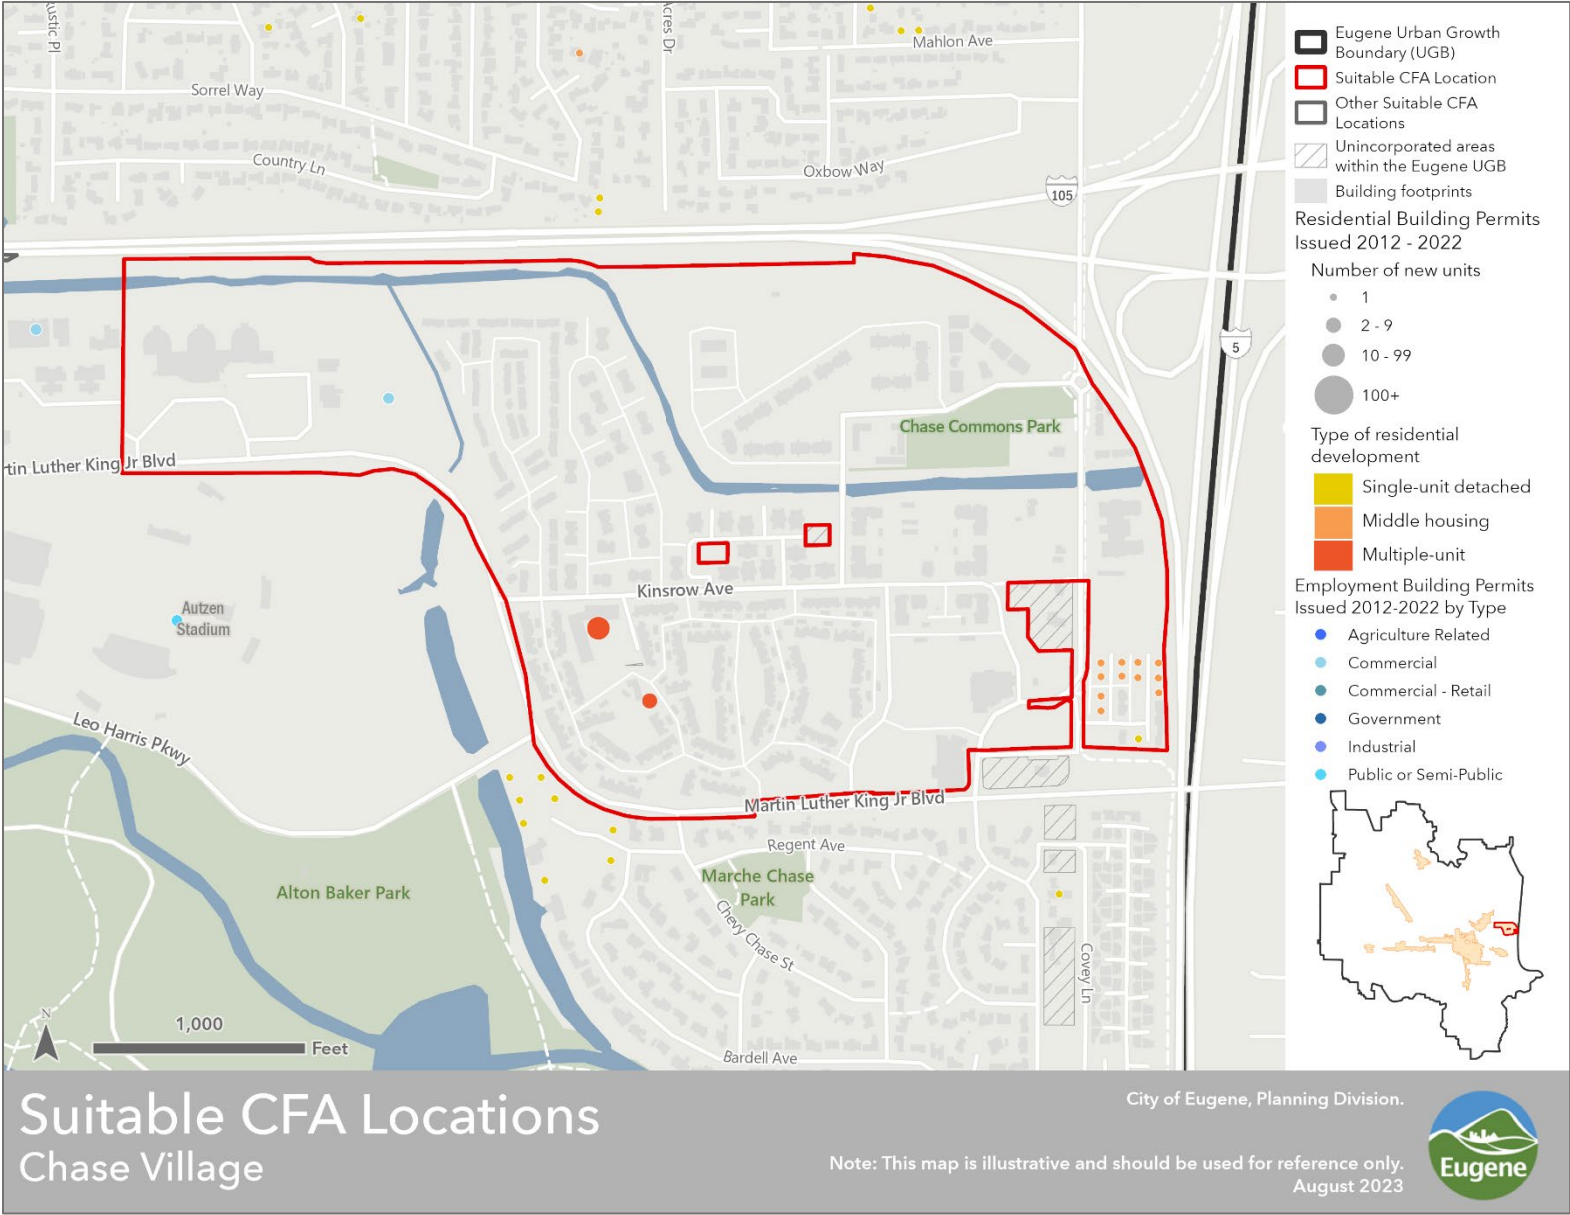 ustic Pl
Acres Dr
Mahlon Ave
Sorrel Way
Country Ln
Oxbow Way
105
5
Chase Commons Park
tin Luther King Jr Blvd
Kinsrow Ave
Autzen
Stadium
Leo Harris Pkwy
Martin Luther King Jr Blvd
Regent Ave
Marche Chase
Park
Alton Baker Park
Chevy Chase St
Covey Ln
Bardell Ave
N
1,000
Feet
Eugene Urban Growth
Boundary (UGB)
Suitable CFA Location
Other Suitable CFA
Locations
Unincorporated areas
within the Eugene UGB
Building footprints
Residential Building Permits
Issued 2012 - 2022
Number of new units
1
2 - 9
10 - 99
100+
Type of residential
development
Single-unit detached
Middle housing
Multiple-unit
Employment Building Permits
Issued 2012-2022 by Type
Agriculture Related
Commercial
Commercial - Retail
Government
Industrial
Public or Semi-Public
Suitable CFA Locations
Chase Village
City of Eugene, Planning Division.
Note: This map is illustrative and should be used for reference only.
August 2023
Eugene